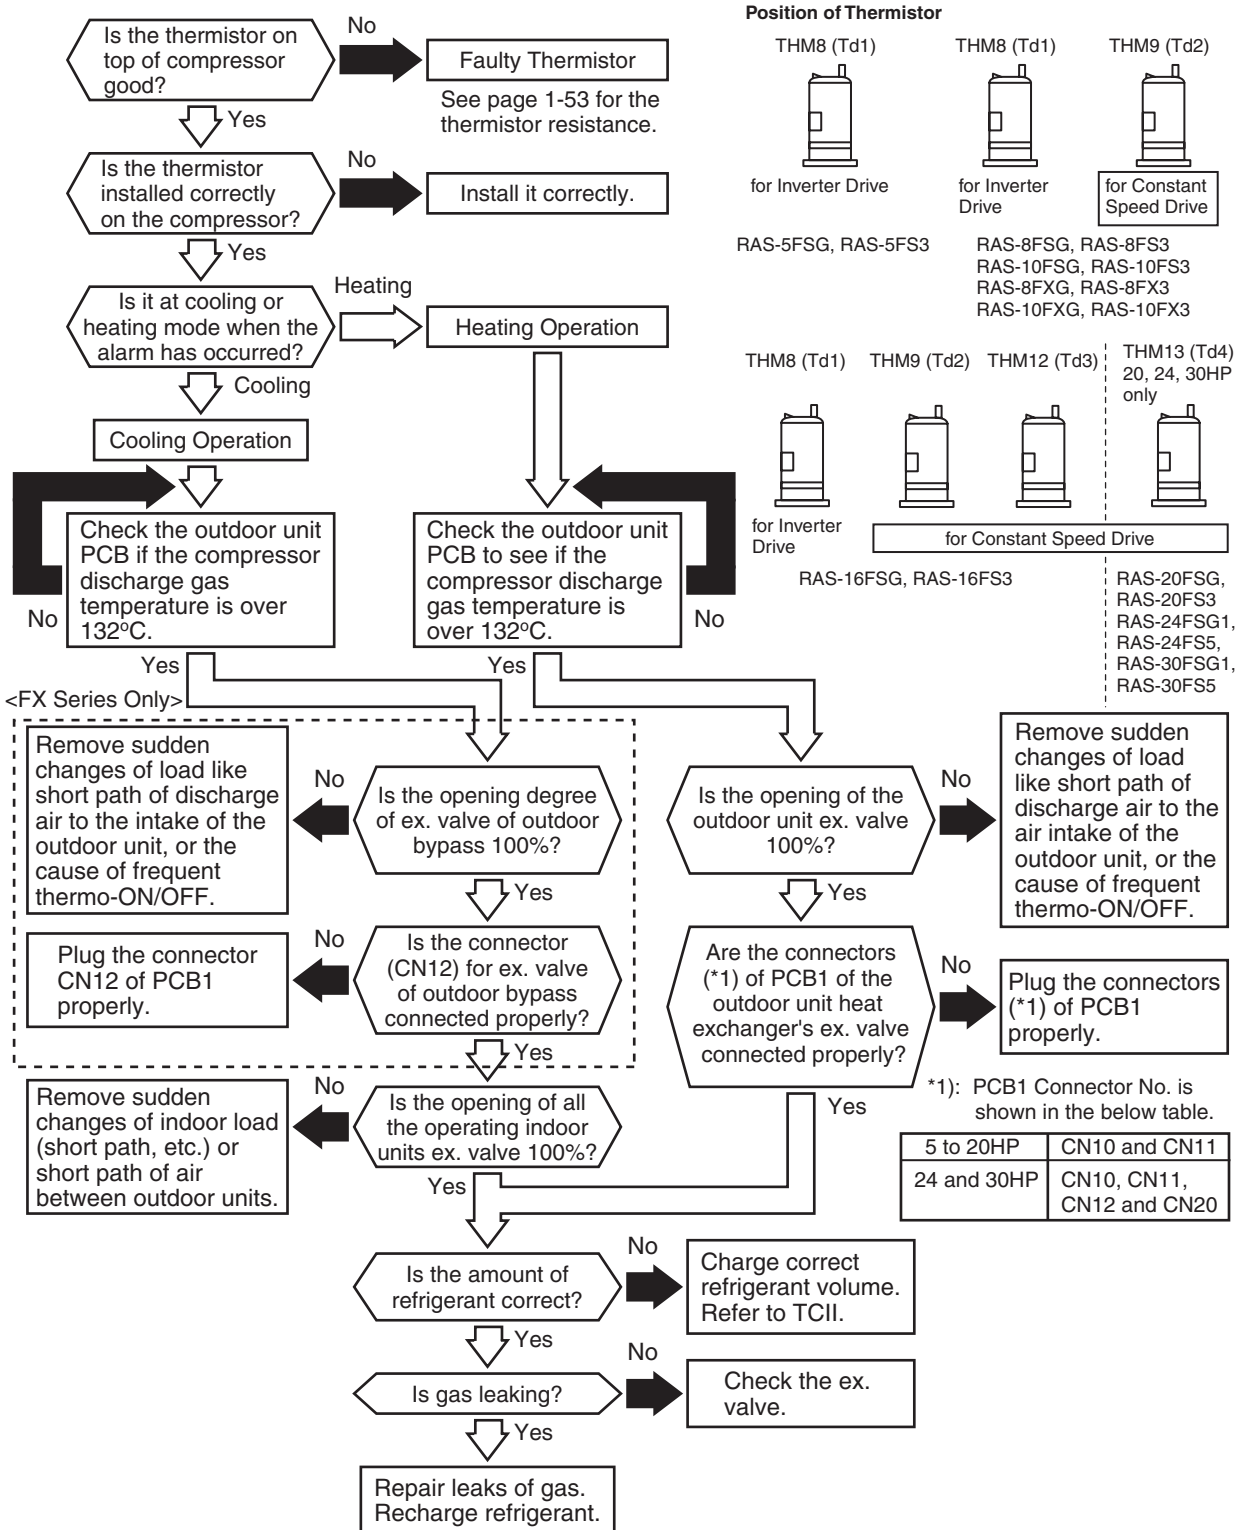 Is the thermistor on
top of compressor
good?
No
Faulty Thermistor
See page 1-53 for the
thermistor resistance.
Yes
Is the thermistor
installed correctly
on the compressor?
No
Install it correctly.
Yes
Is it at cooling or
heating mode when the
alarm has occurred?
Heating
Heating Operation
Cooling
Cooling Operation
Check the outdoor unit
PCB if the compressor
discharge gas
temperature is over
132ºC.
No
Yes
Check the outdoor unit
PCB to see if the
compressor discharge
gas temperature is
over 132ºC.
No
Yes
<FX Series Only>
Remove sudden
changes of load like
short path of discharge
air to the intake of the
outdoor unit, or the
cause of frequent
thermo-ON/OFF.
No
Is the opening degree
of ex. valve of outdoor
bypass 100%?
Yes
Plug the connector
CN12 of PCB1
properly.
No
Is the connector
(CN12) for ex. valve
of outdoor bypass
connected properly?
Yes
Remove sudden
changes of indoor load
(short path, etc.) or
short path of air
between outdoor units.
No
Is the opening of all
the operating indoor
units ex. valve 100%?
Yes
Is the opening of the
outdoor unit ex. valve
100%?
No
Remove sudden
changes of load
like short path of
discharge air to the
air intake of the
outdoor unit, or the
cause of frequent
thermo-ON/OFF.
Yes
Are the connectors
(*1) of PCB1 of the
outdoor unit heat
exchanger's ex. valve
connected properly?
No
Plug the connectors
(*1) of PCB1
properly.
Yes
*1): PCB1 Connector No. is
shown in the below table.
5 to 20HP CN10 and CN11
24 and 30HP CN10, CN11,
CN12 and CN20
Is the amount of
refrigerant correct?
No
Charge correct
refrigerant volume.
Refer to TCII.
Yes
Is gas leaking?
No
Check the ex.
valve.
Yes
Repair leaks of gas.
Recharge refrigerant.
Position of Thermistor
THM8 (Td1)
for Inverter Drive
RAS-5FSG, RAS-5FS3
THM8 (Td1)
THM9 (Td2)
for Inverter
Drive
for Constant
Speed Drive
RAS-8FSG, RAS-8FS3
RAS-10FSG, RAS-10FS3
RAS-8FXG, RAS-8FX3
RAS-10FXG, RAS-10FX3
THM8 (Td1)
THM9 (Td2)
THM12 (Td3)
THM13 (Td4)
20, 24, 30HP
only
for Inverter
Drive
for Constant Speed Drive
RAS-16FSG, RAS-16FS3
RAS-20FSG,
RAS-20FS3
RAS-24FSG1,
RAS-24FS5,
RAS-30FSG1,
RAS-30FS5